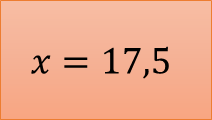 x = 17,5